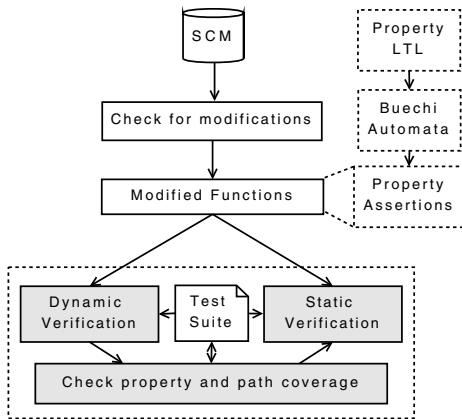 SCM
Property
LTL
Check for modifications
Buechi
Automata
Modified Functions
Property
Assertions
Dynamic
Verification
Test
Suite
Static
Verification
Check property and path coverage